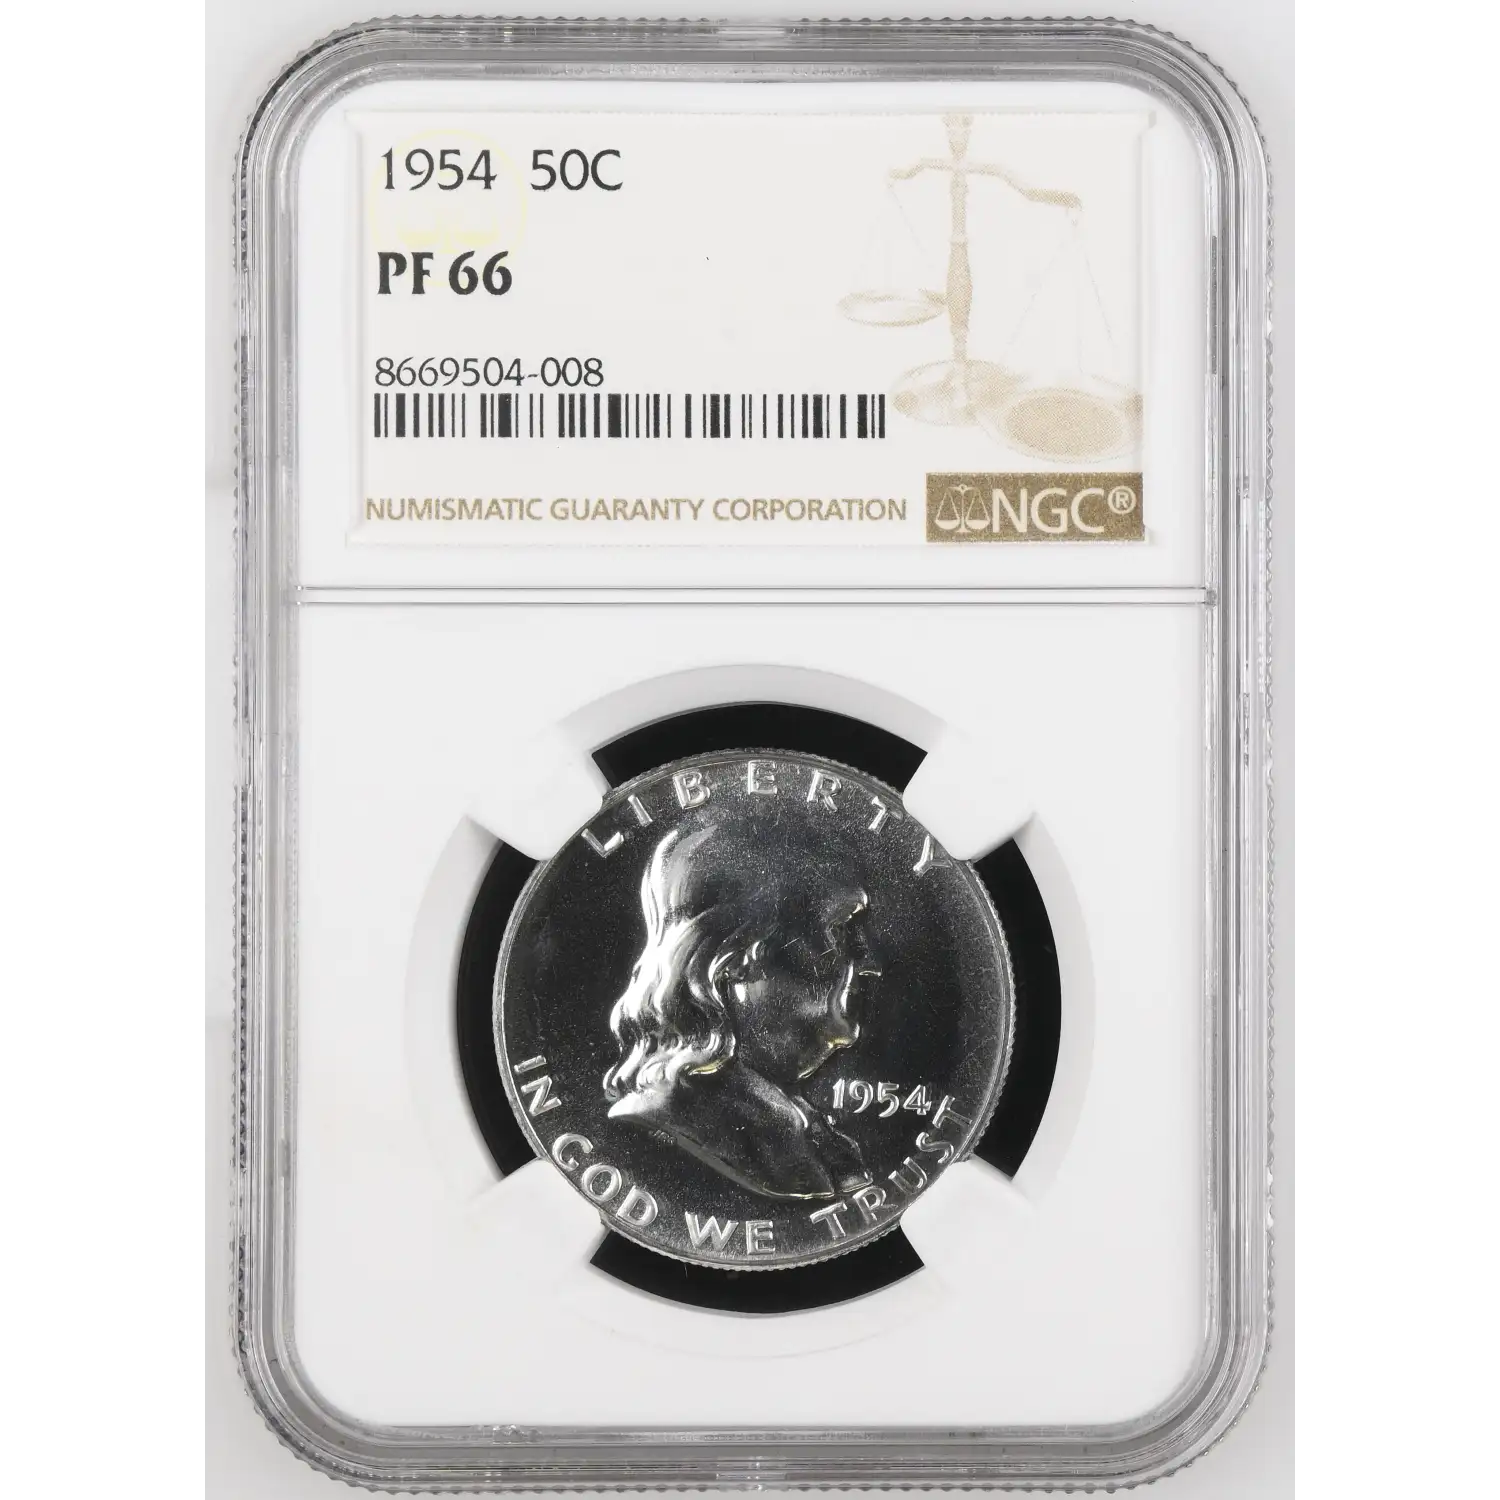 1954 50C
PF 66
8669504-008
NUMISMATIC GUARANTY CORPORATION NGC®
LIBERTY
1954
IN GOD WE TRUST